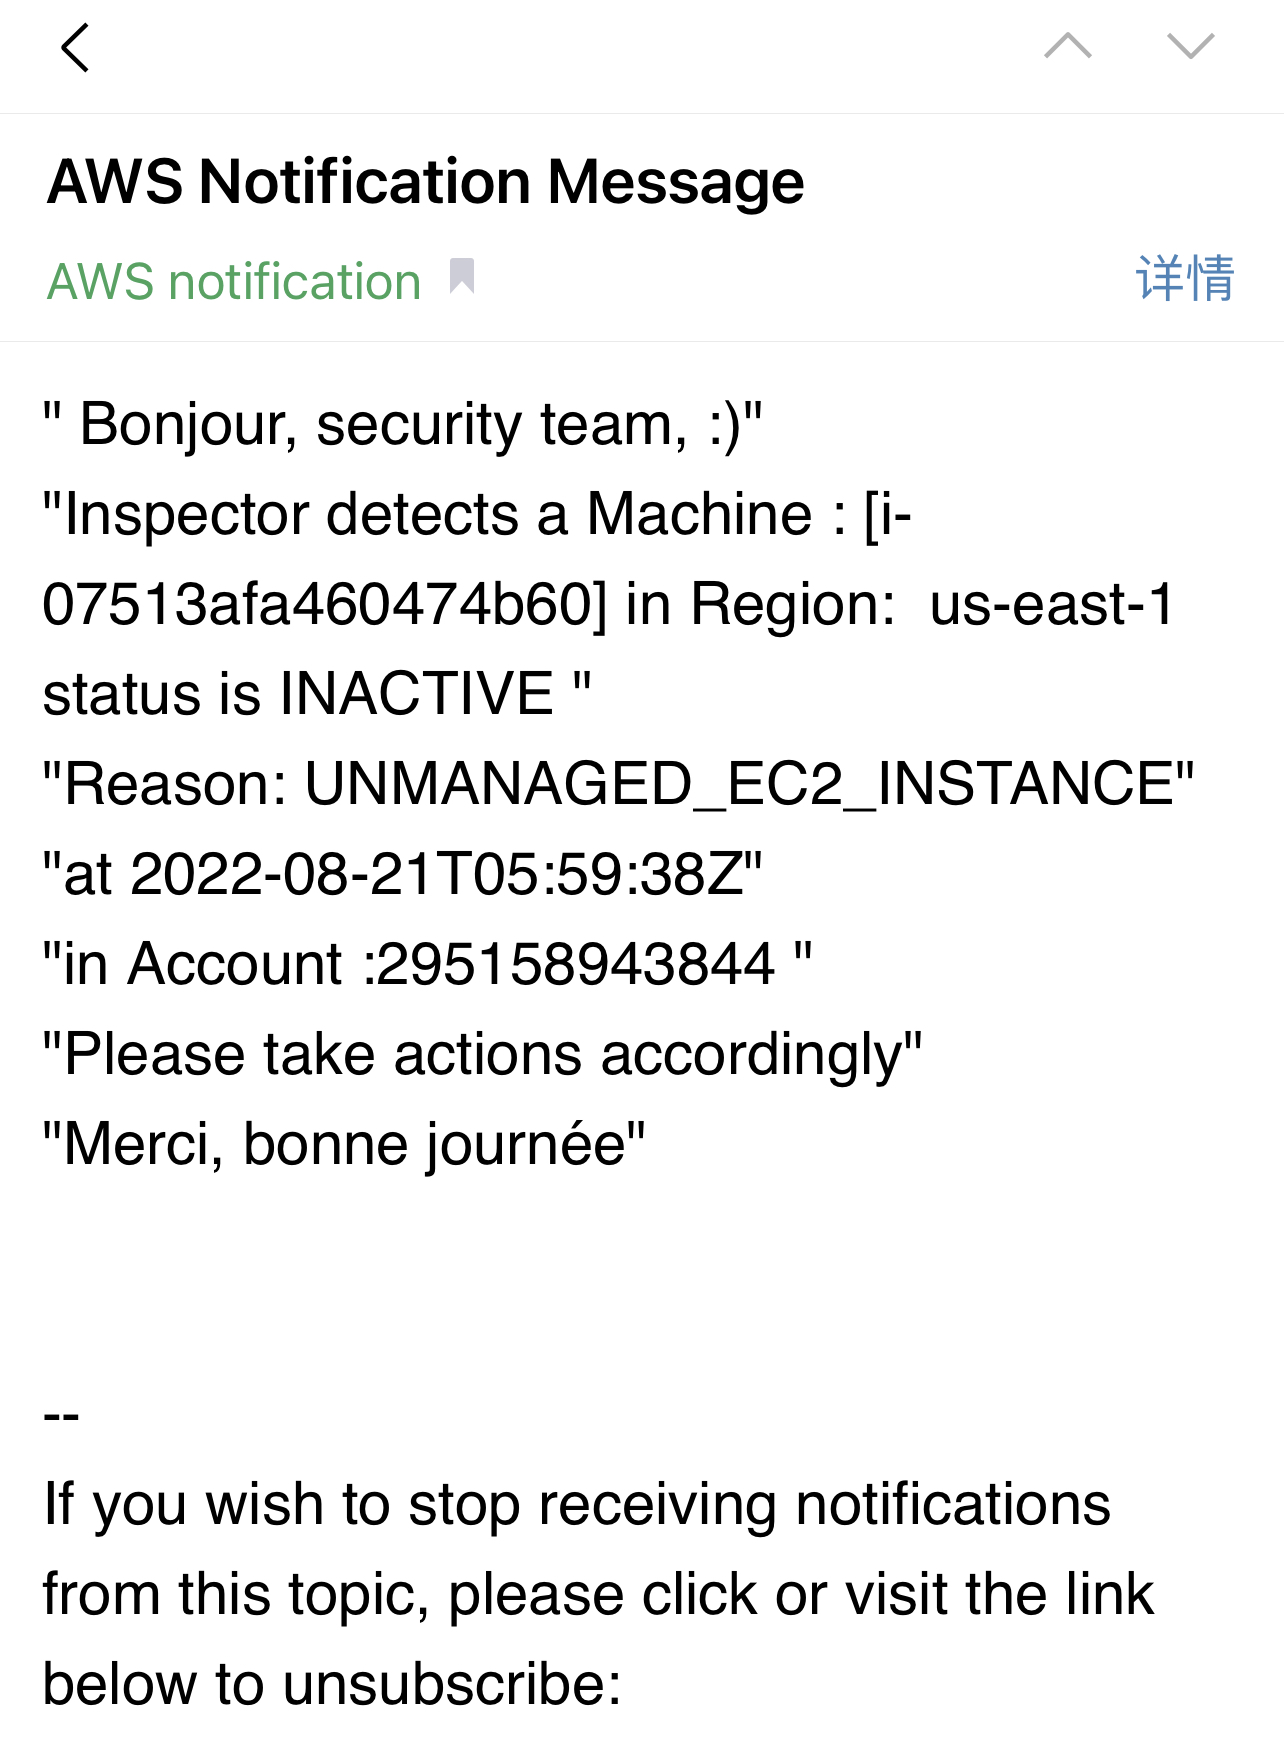 AWS Notification Message
AWS notification
详情
" Bonjour, security team, :)"
"Inspector detects a Machine : [i-
07513afa460474b60] in Region:  us-east-1
status is INACTIVE "
"Reason: UNMANAGED_EC2_INSTANCE"
"at 2022-08-21T05:59:38Z"
"in Account :295158943844 "
"Please take actions accordingly"
"Merci, bonne journée"
--
If you wish to stop receiving notifications
from this topic, please click or visit the link
below to unsubscribe: